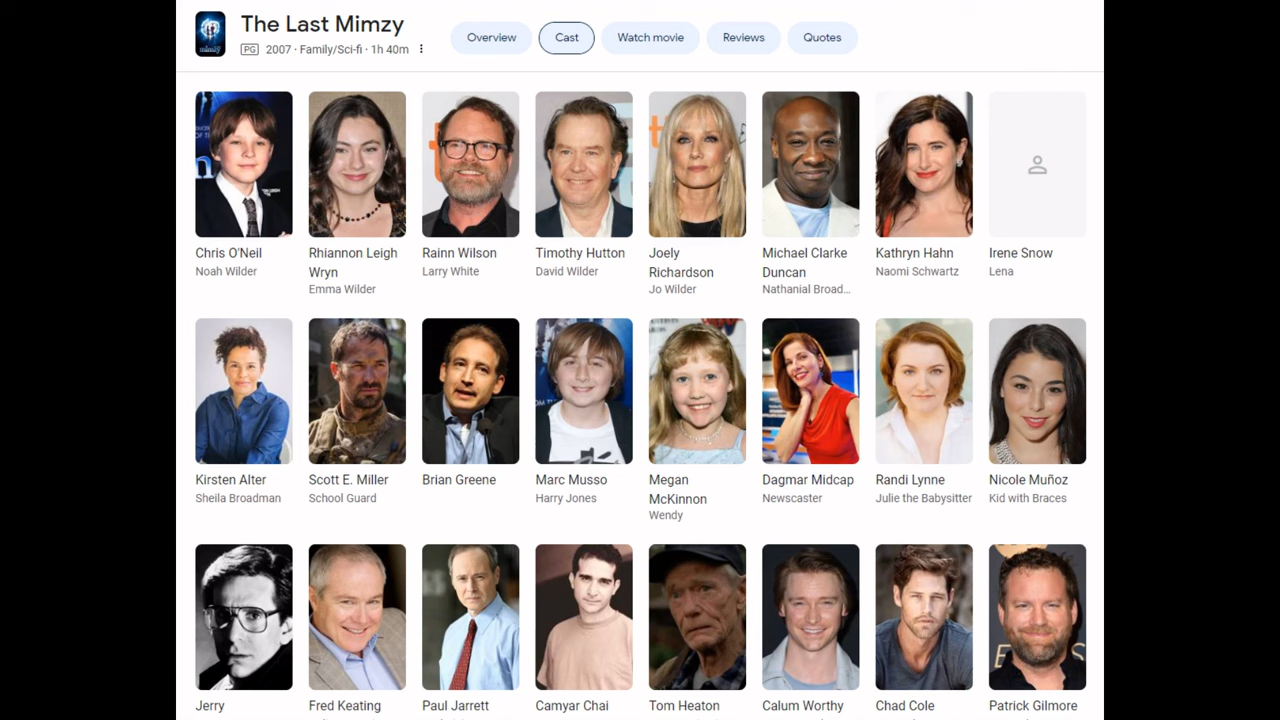 The Last Mimzy
PG 2007 · Family/Sci-fi · 1h 40m
Overview
Cast
Watch movie
Reviews
Quotes
mimzy
Chris O'Neil
Noah Wilder
Rhiannon Leigh
Wryn
Emma Wilder
Rainn Wilson
Larry White
Timothy Hutton
David Wilder
Joely
Richardson
Jo Wilder
Michael Clarke
Duncan
Nathanial Broad...
Kathryn Hahn
Naomi Schwartz
Irene Snow
Lena
Kirsten Alter
Sheila Broadman
Scott E. Miller
School Guard
Brian Greene
Marc Musso
Harry Jones
Megan
McKinnon
Wendy
Dagmar Midcap
Newscaster
Randi Lynne
Julie the Babysitter
Nicole Muñoz
Kid with Braces
Jerry
Fred Keating
Paul Jarrett
Camyar Chai
Tom Heaton
Calum Worthy
Chad Cole
Patrick Gilmore